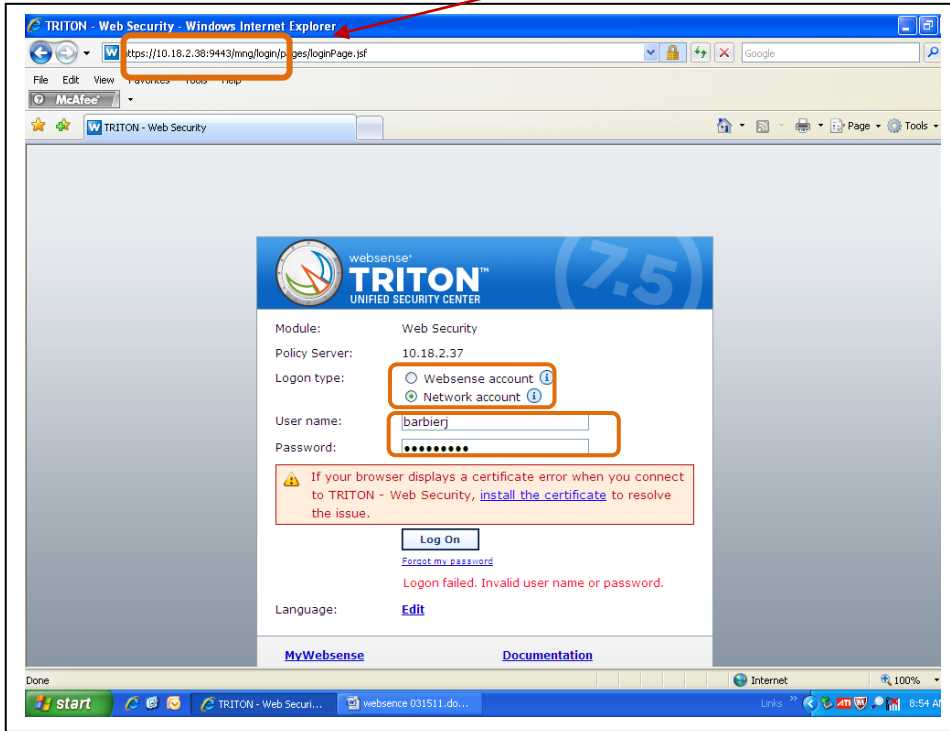 TRITON - Web Security - Windows Internet Explorer
https://10.18.2.38:9443/mng/login/pages/loginPage.jsf
Google
File Edit View Favorites Tools Help
McAfee
TRITON - Web Security
Page
Tools
websense
TRITON™
UNIFIED SECURITY CENTER
7.5
Module: Web Security
Policy Server: 10.18.2.37
Logon type: Websense account
Network account
User name: barbierj
Password: •••••••••
If your browser displays a certificate error when you connect
to TRITON - Web Security, install the certificate to resolve
the issue.
Log On
Forgot my password
Logon failed. Invalid user name or password.
Language: Edit
MyWebsense Documentation
Done
Internet
100%
start
TRITON - Web Securi...
websence 031511.do...
Links »
ATI
8:54 AM